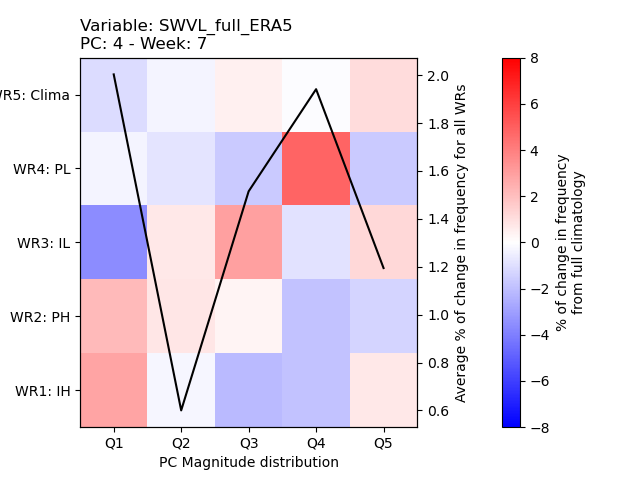 Variable: SWVL_full_ERA5
PC: 4 - Week: 7
WR5: Clima
WR4: PL
WR3: IL
WR2: PH
WR1: IH
Q1 Q2 Q3 Q4 Q5
PC Magnitude distribution
2.0
1.8
1.6
1.4
1.2
1.0
0.8
0.6
Average % of change in frequency for all WRs
8
6
4
2
0
−2
−4
−6
−8
% of change in frequency
from full climatology